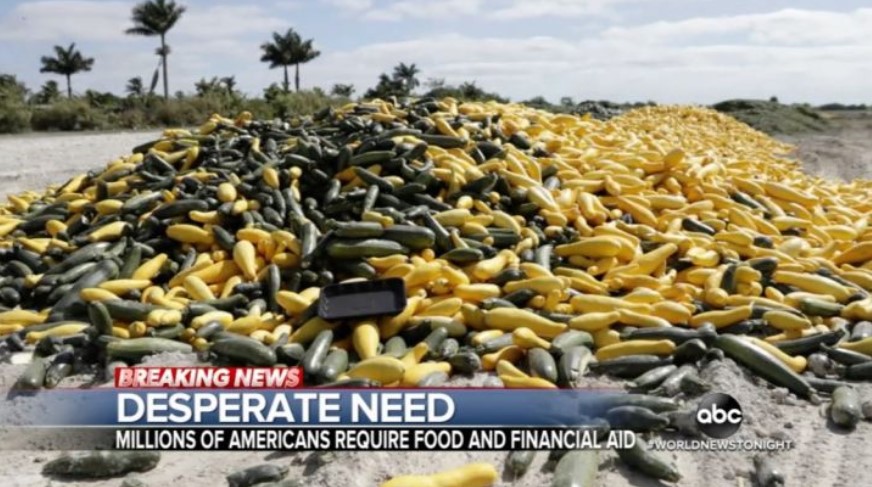 BREAKING NEWS
DESPERATE NEED
MILLIONS OF AMERICANS REQUIRE FOOD AND FINANCIAL AID
abc
#WORLDNEWSTONIGHT